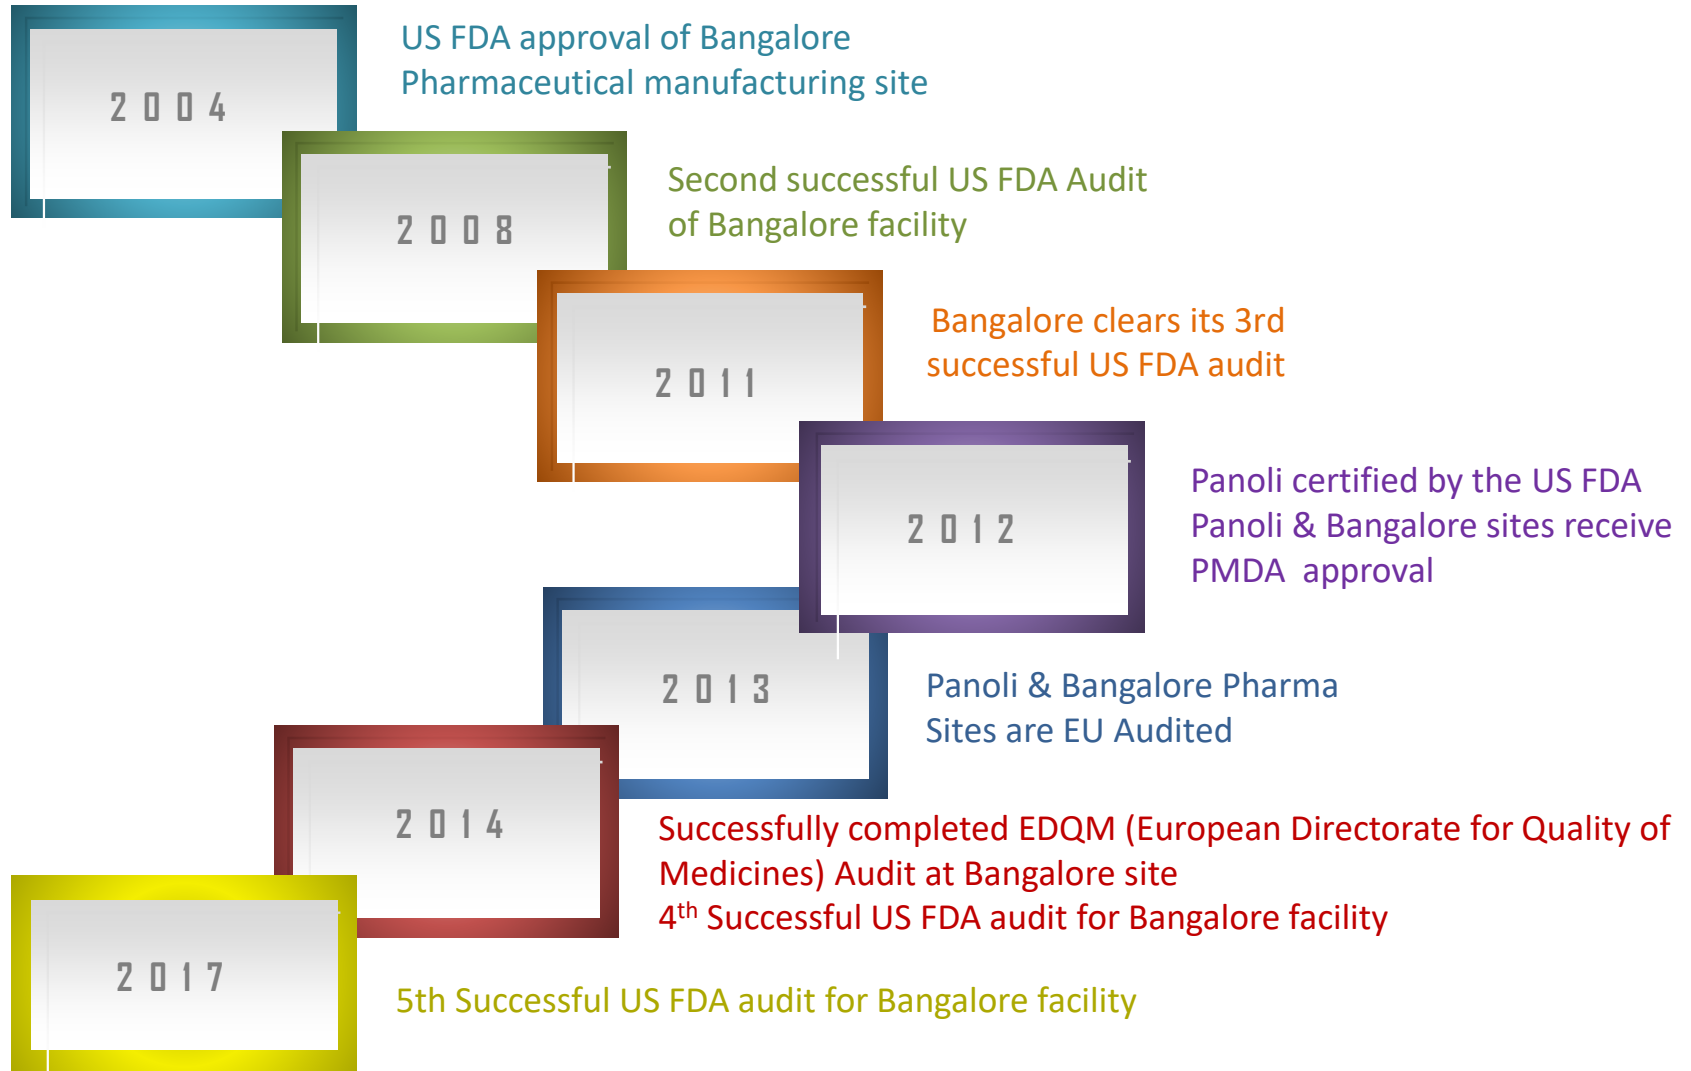 2004
US FDA approval of Bangalore
Pharmaceutical manufacturing site
2008
Second successful US FDA Audit
of Bangalore facility
2011
Bangalore clears its 3rd
successful US FDA audit
2012
Panoli certified by the US FDA
Panoli & Bangalore sites receive
PMDA  approval
2013
Panoli & Bangalore Pharma
Sites are EU Audited
2014
Successfully completed EDQM (European Directorate for Quality of
Medicines) Audit at Bangalore site
4th Successful US FDA audit for Bangalore facility
2017
5th Successful US FDA audit for Bangalore facility